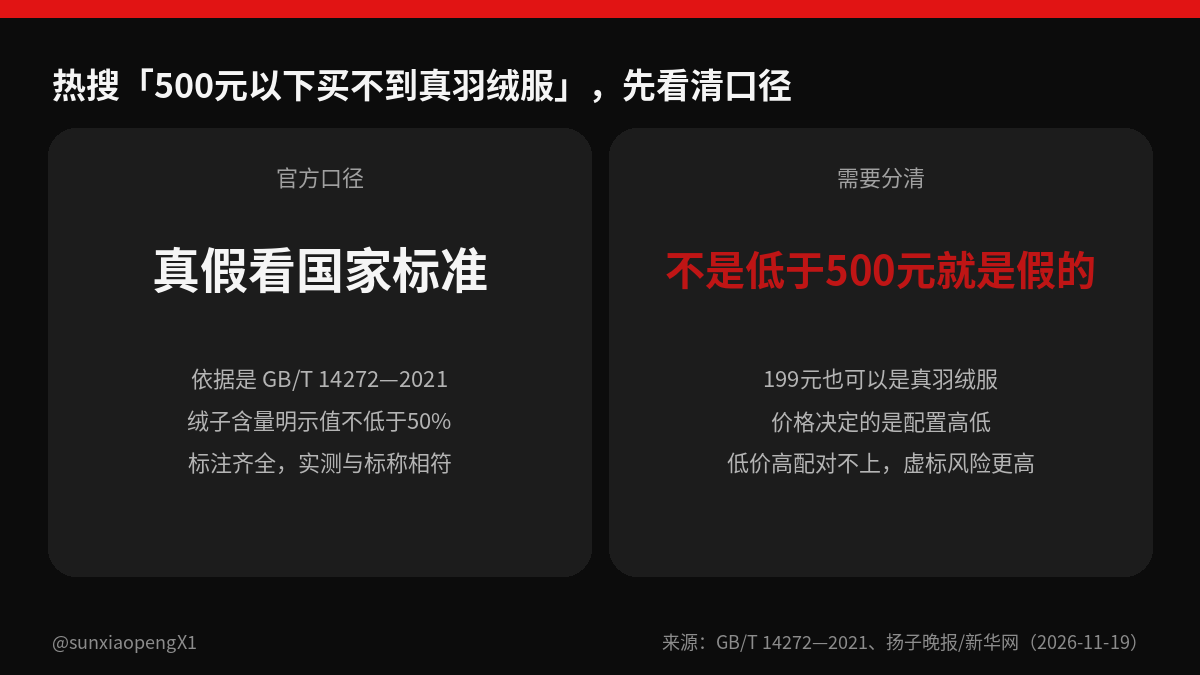 热搜「500元以下买不到真羽绒服」，先看清口径
官方口径
真假看国家标准
依据是 GB/T 14272—2021
绒子含量明示值不低于50%
标注齐全，实测与标称相符
需要分清
不是低于500元就是假的
199元也可以是真羽绒服
价格决定的是配置高低
低价高配对不上，虚标风险更高
@sunxiaopengX1
来源：GB/T 14272—2021、扬子晚报/新华网（2026-11-19）